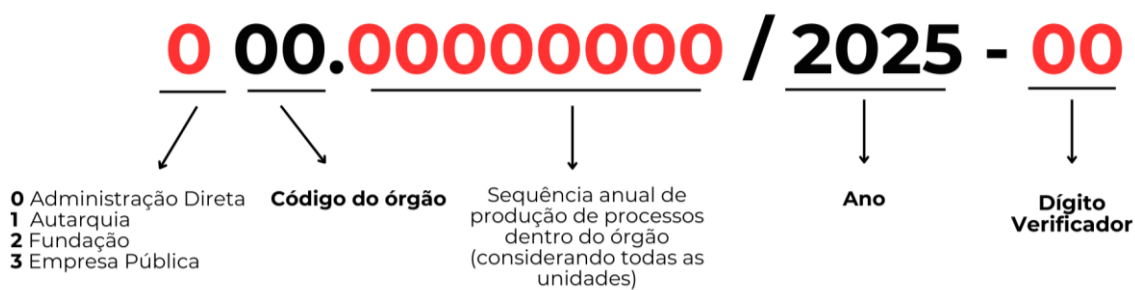 0 00.00000000 / 2025 - 00
0 Administração Direta
1 Autarquia
2 Fundação
3 Empresa Pública
Código do órgão
Sequência anual de
produção de processos
dentro do órgão
(considerando todas as
unidades)
Ano
Dígito
Verificador